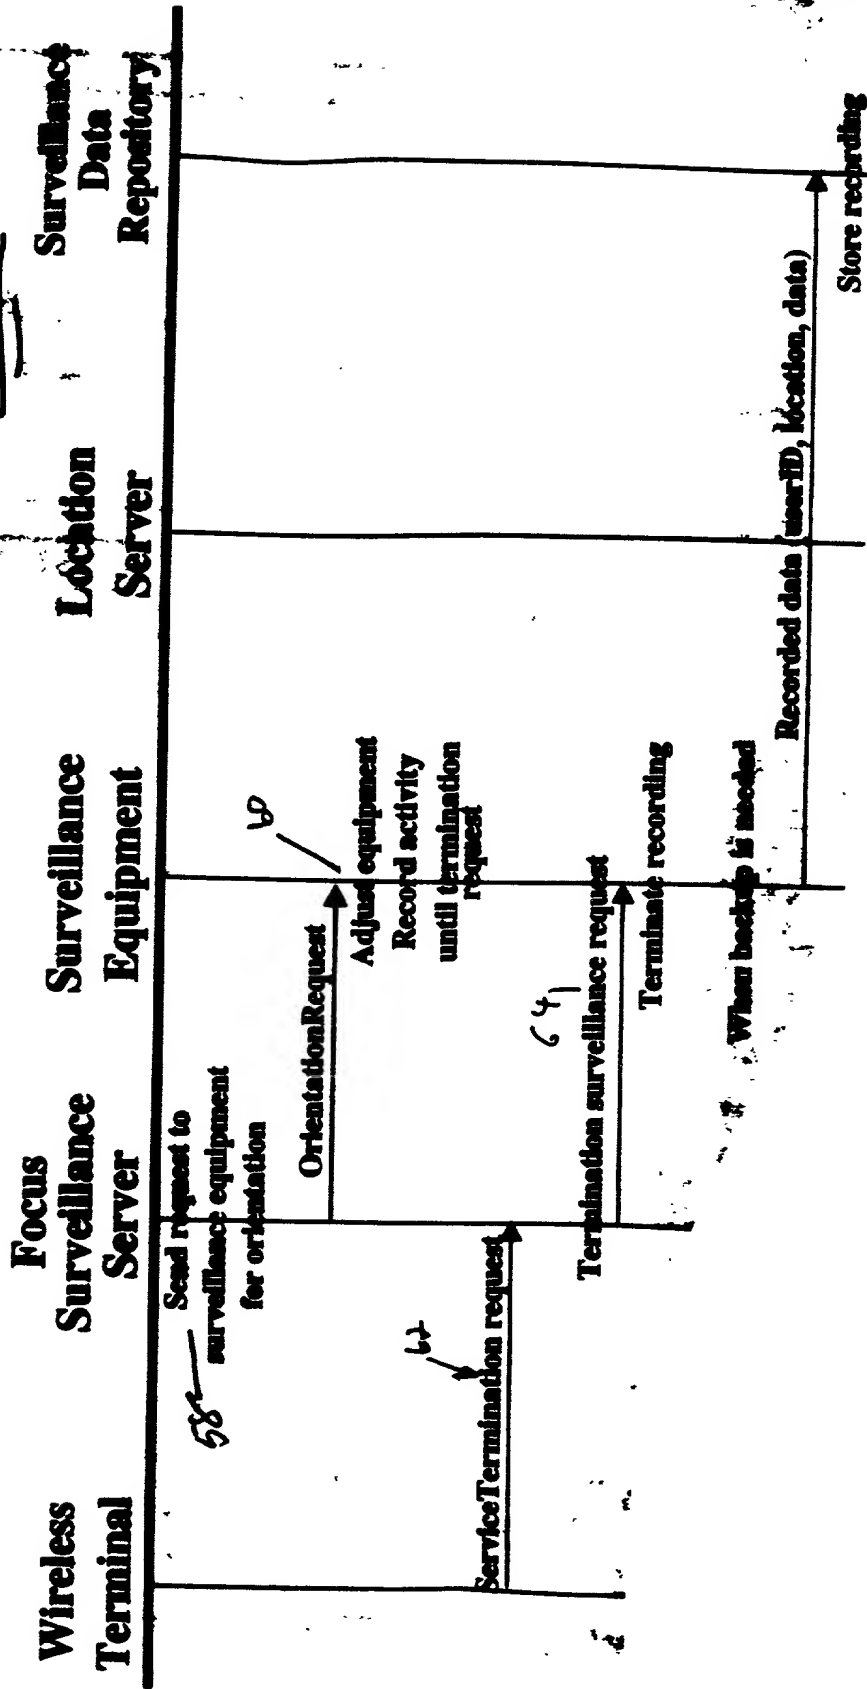 Wireless
Terminal
Focus
Surveillance
Server
Surveillance
Equipment
Location
Server
Surveillance
Data
Repository
58
Send request to
surveillance equipment
for orientation
OrientationRequest
60
Adjust equipment
Record activity
until termination
request
62
ServiceTermination request
64
Termination surveillance request
Terminate recording
When backup is needed
Recorded data (userID, location, data)
Store recording